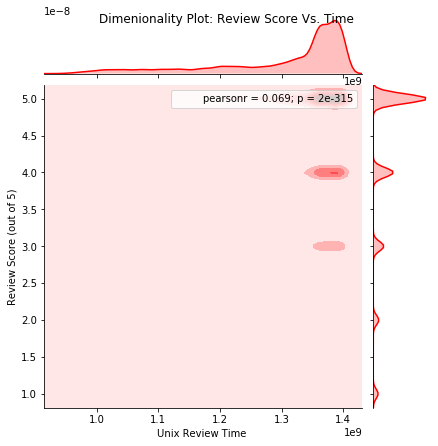 1e−8
Dimenionality Plot: Review Score Vs. Time
1e9
pearsonr = 0.069; p = 2e-315
5.0
4.5
4.0
3.5
3.0
2.5
2.0
1.5
1.0
Review Score (out of 5)
1.0 1.1 1.2 1.3 1.4
1e9
Unix Review Time